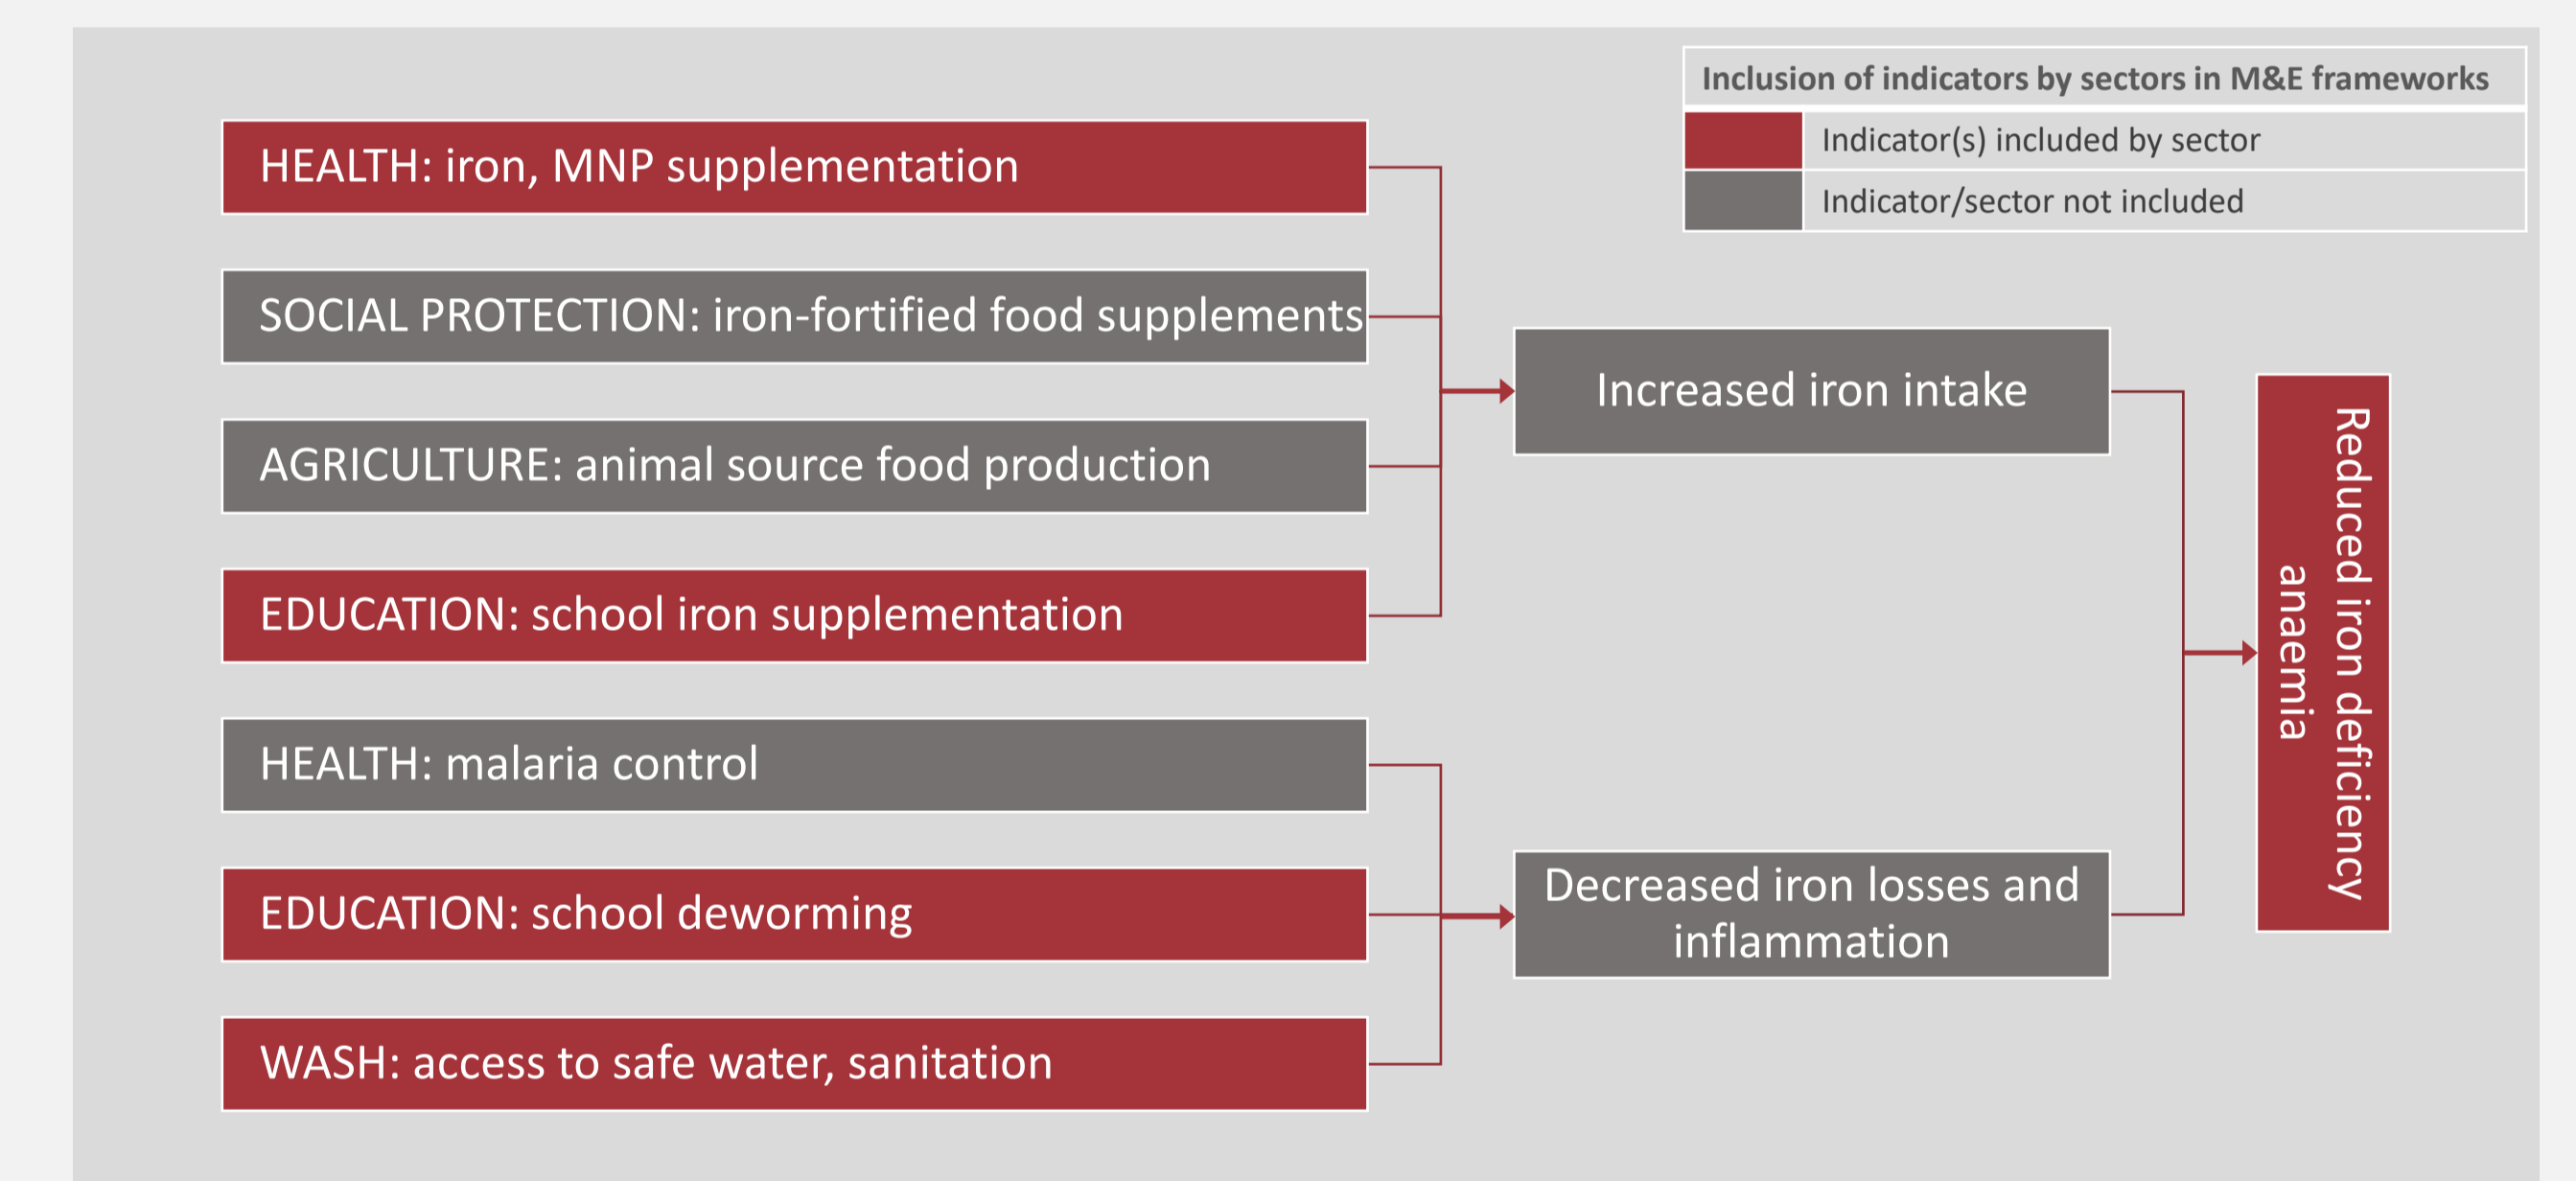 Inclusion of indicators by sectors in M&E frameworks
Indicator(s) included by sector
Indicator/sector not included
HEALTH: iron, MNP supplementation
SOCIAL PROTECTION: iron-fortified food supplements
AGRICULTURE: animal source food production
EDUCATION: school iron supplementation
HEALTH: malaria control
EDUCATION: school deworming
WASH: access to safe water, sanitation
Increased iron intake
Decreased iron losses and
inflammation
Reduced iron deficiency
anaemia